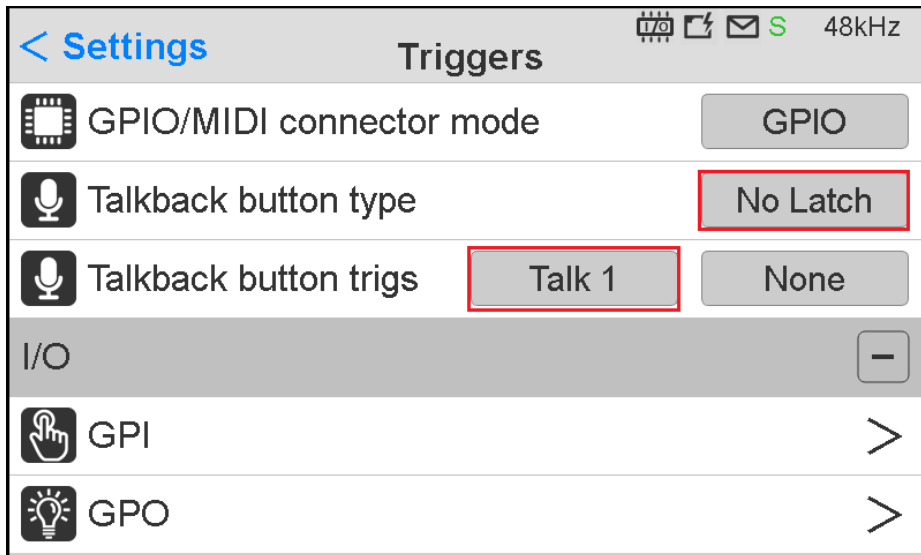 < Settings
Triggers
I/O S 48kHz
GPIO/MIDI connector mode GPIO
Talkback button type No Latch
Talkback button trigs Talk 1 None
I/O −
GPI >
GPO >